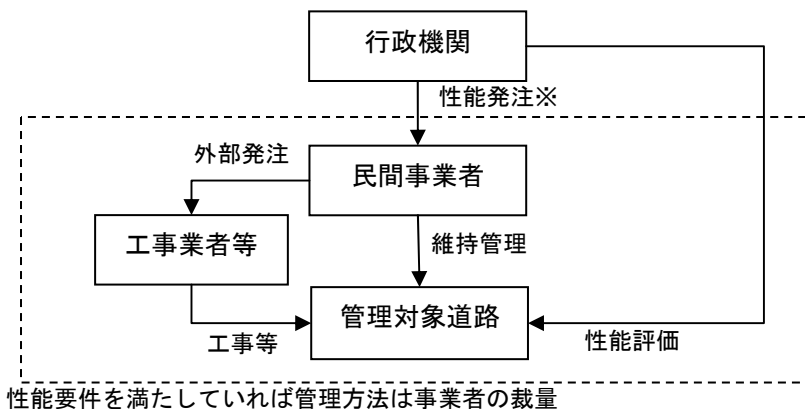 行政機関
性能発注※
外部発注
民間事業者
工事業者等
維持管理
管理対象道路
工事等
性能評価
性能要件を満たしていれば管理方法は事業者の裁量